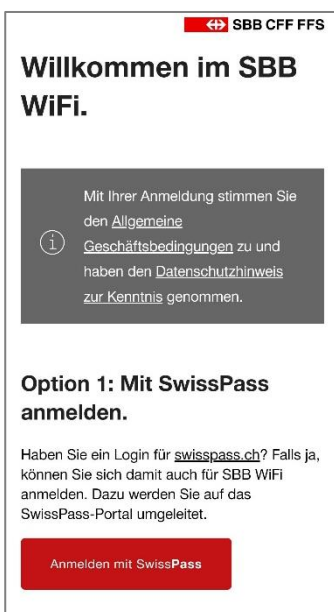 SBB CFF FFS
Willkommen im SBB
WiFi.
Mit Ihrer Anmeldung stimmen Sie
den Allgemeine
Geschäftsbedingungen zu und
haben den Datenschutzhinweis
zur Kenntnis genommen.
Option 1: Mit SwissPass
anmelden.
Haben Sie ein Login für swisspass.ch? Falls ja,
können Sie sich damit auch für SBB WiFi
anmelden. Dazu werden Sie auf das
SwissPass-Portal umgeleitet.
Anmelden mit SwissPass